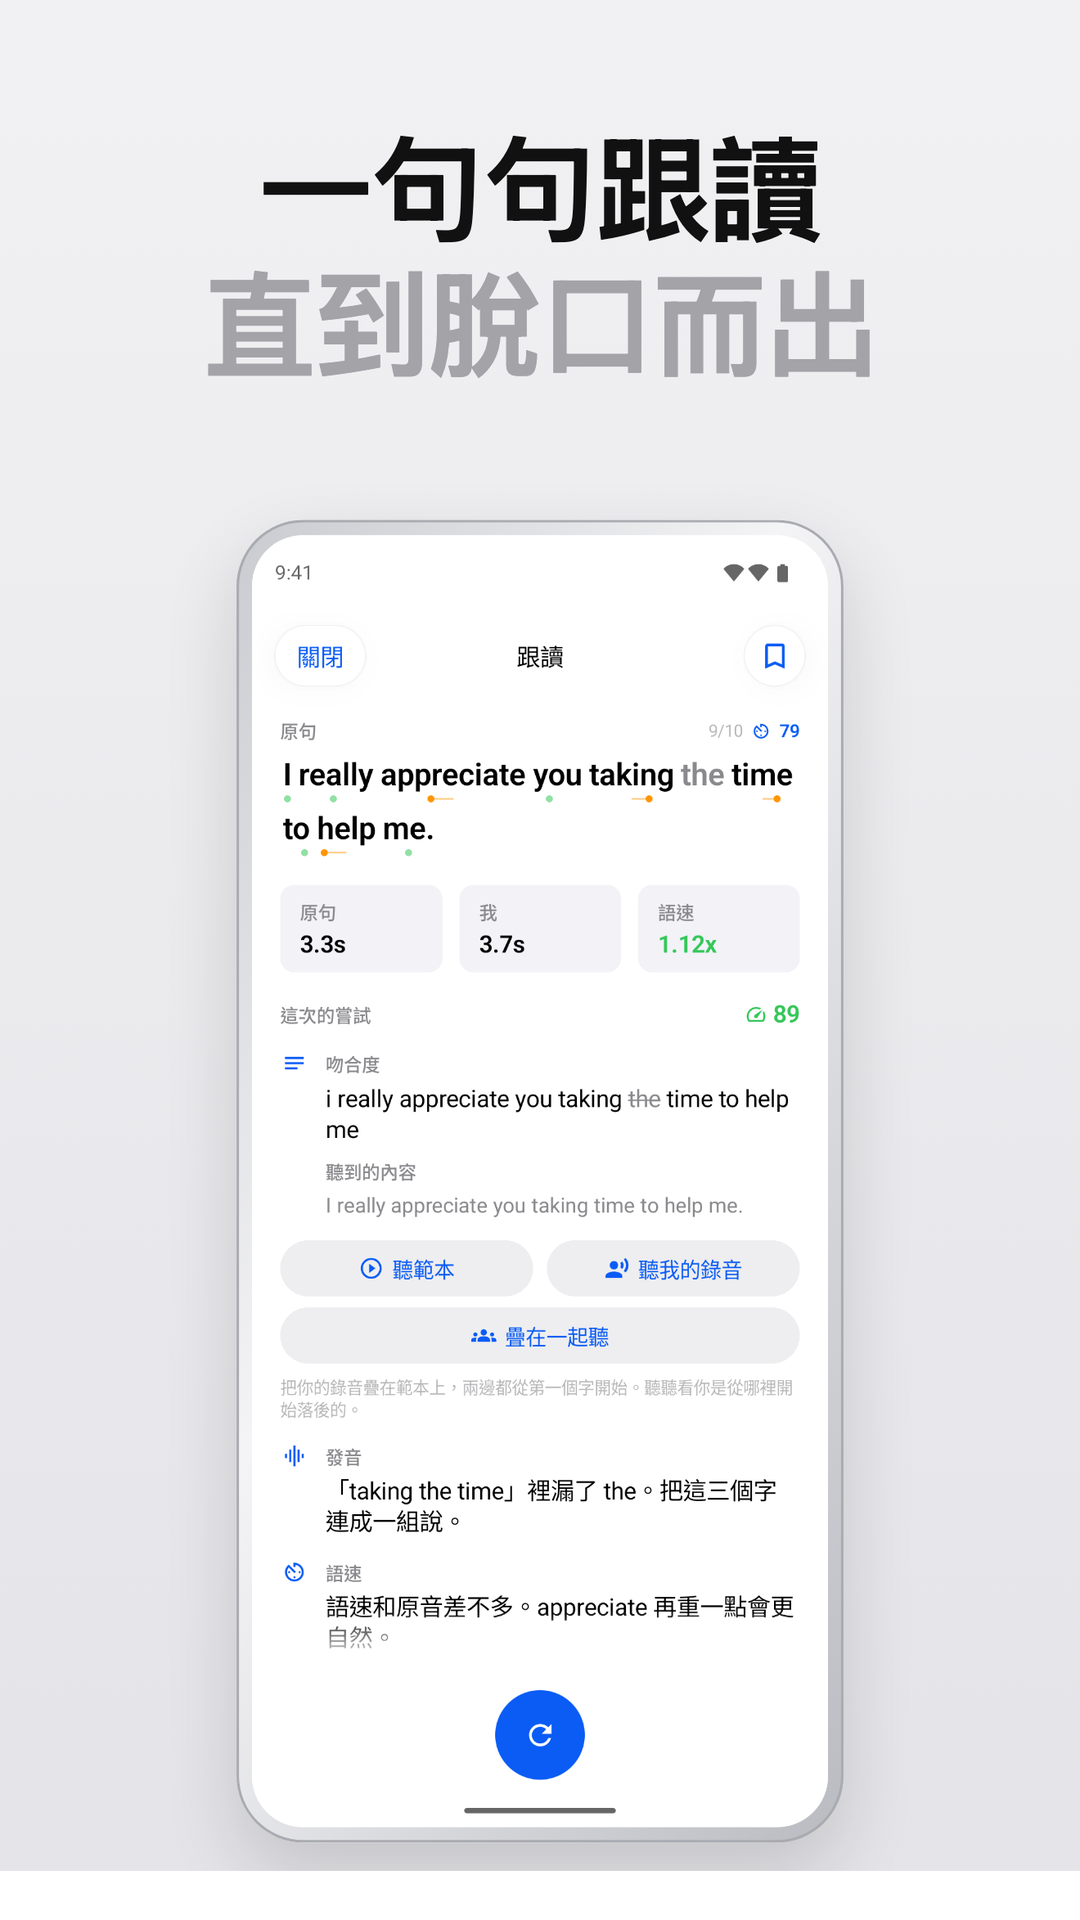 一句句跟讀
直到脫口而出
9:41
關閉
跟讀
原句
9/10 79
I really appreciate you taking the time
to help me.
原句
3.3s
我
3.7s
語速
1.12x
這次的嘗試
89
吻合度
i really appreciate you taking the time to help
me
聽到的內容
I really appreciate you taking time to help me.
聽範本
聽我的錄音
疊在一起聽
把你的錄音疊在範本上，兩邊都從第一個字開始。聽聽看你是從哪裡開
始落後的。
發音
「taking the time」裡漏了 the。把這三個字
連成一組說。
語速
語速和原音差不多。appreciate 再重一點會更
自然。